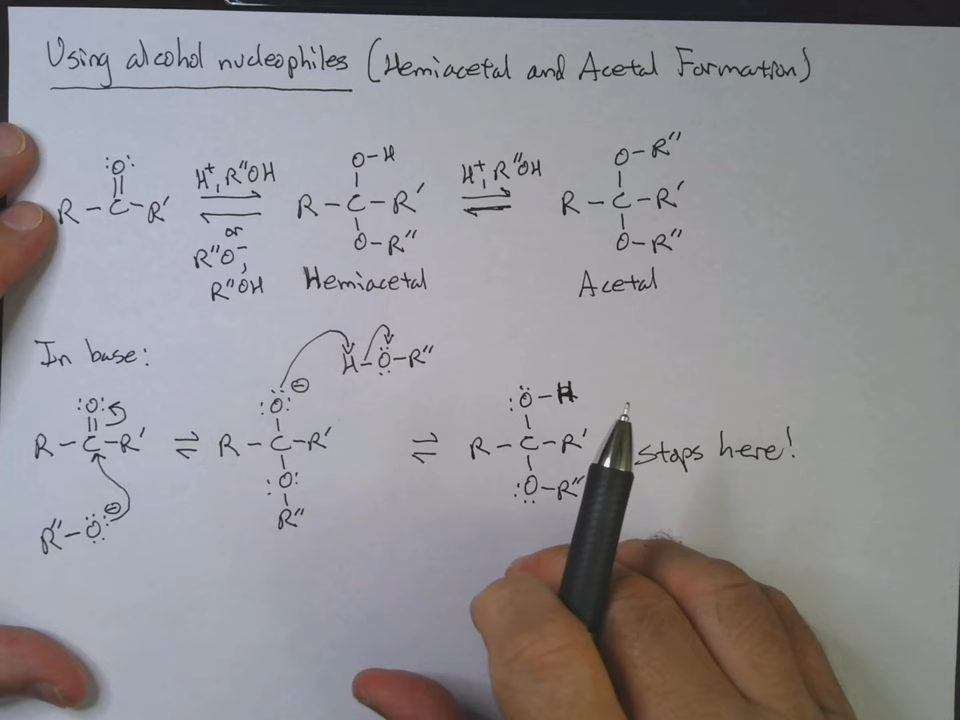 Using alcohol nucleophiles (Hemiacetal and Acetal Formation)
:O: H⁺, R″OH O–H H⁺, R″OH O–R″
R–C–R′ ⇌ R–C–R′ ⇌ R–C–R′
or O–R″ O–R″
R″O⁻, Hemiacetal Acetal
R″OH
In base:
H–Ö–R″
:O: :Ö:⊖ :Ö–H
R–C–R′ ⇌ R–C–R′ ⇌ R–C–R′ stops here!
R″–Ö:⊖ :O: :Ö–R″
R″